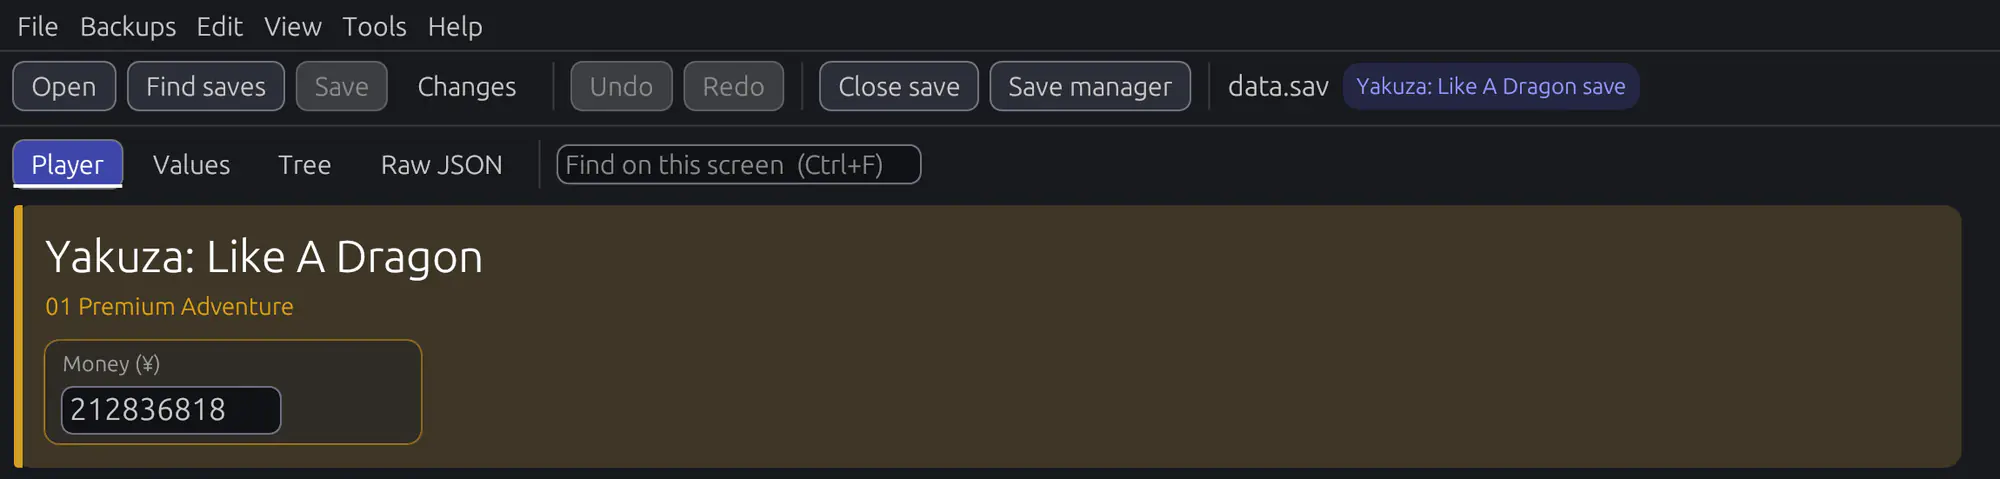 File Backups Edit View Tools Help
Open Find saves Save Changes Undo Redo Close save Save manager data.sav Yakuza: Like A Dragon save
Player Values Tree Raw JSON Find on this screen (Ctrl+F)
Yakuza: Like A Dragon
01 Premium Adventure
Money (¥)
212836818